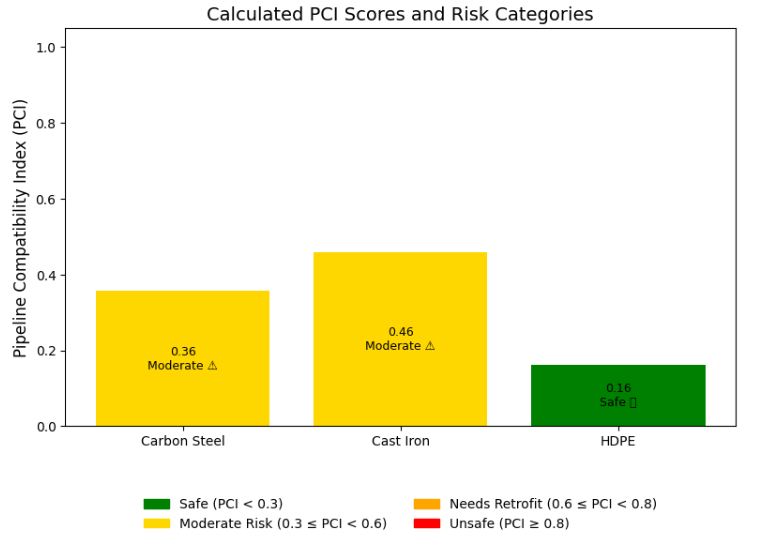 Calculated PCI Scores and Risk Categories
Pipeline Compatibility Index (PCI)
1.0
0.8
0.6
0.4
0.2
0.0
0.36
Moderate ⚠
0.46
Moderate ⚠
0.16
Safe
Carbon Steel
Cast Iron
HDPE
Safe (PCI < 0.3)
Moderate Risk (0.3 ≤ PCI < 0.6)
Needs Retrofit (0.6 ≤ PCI < 0.8)
Unsafe (PCI ≥ 0.8)